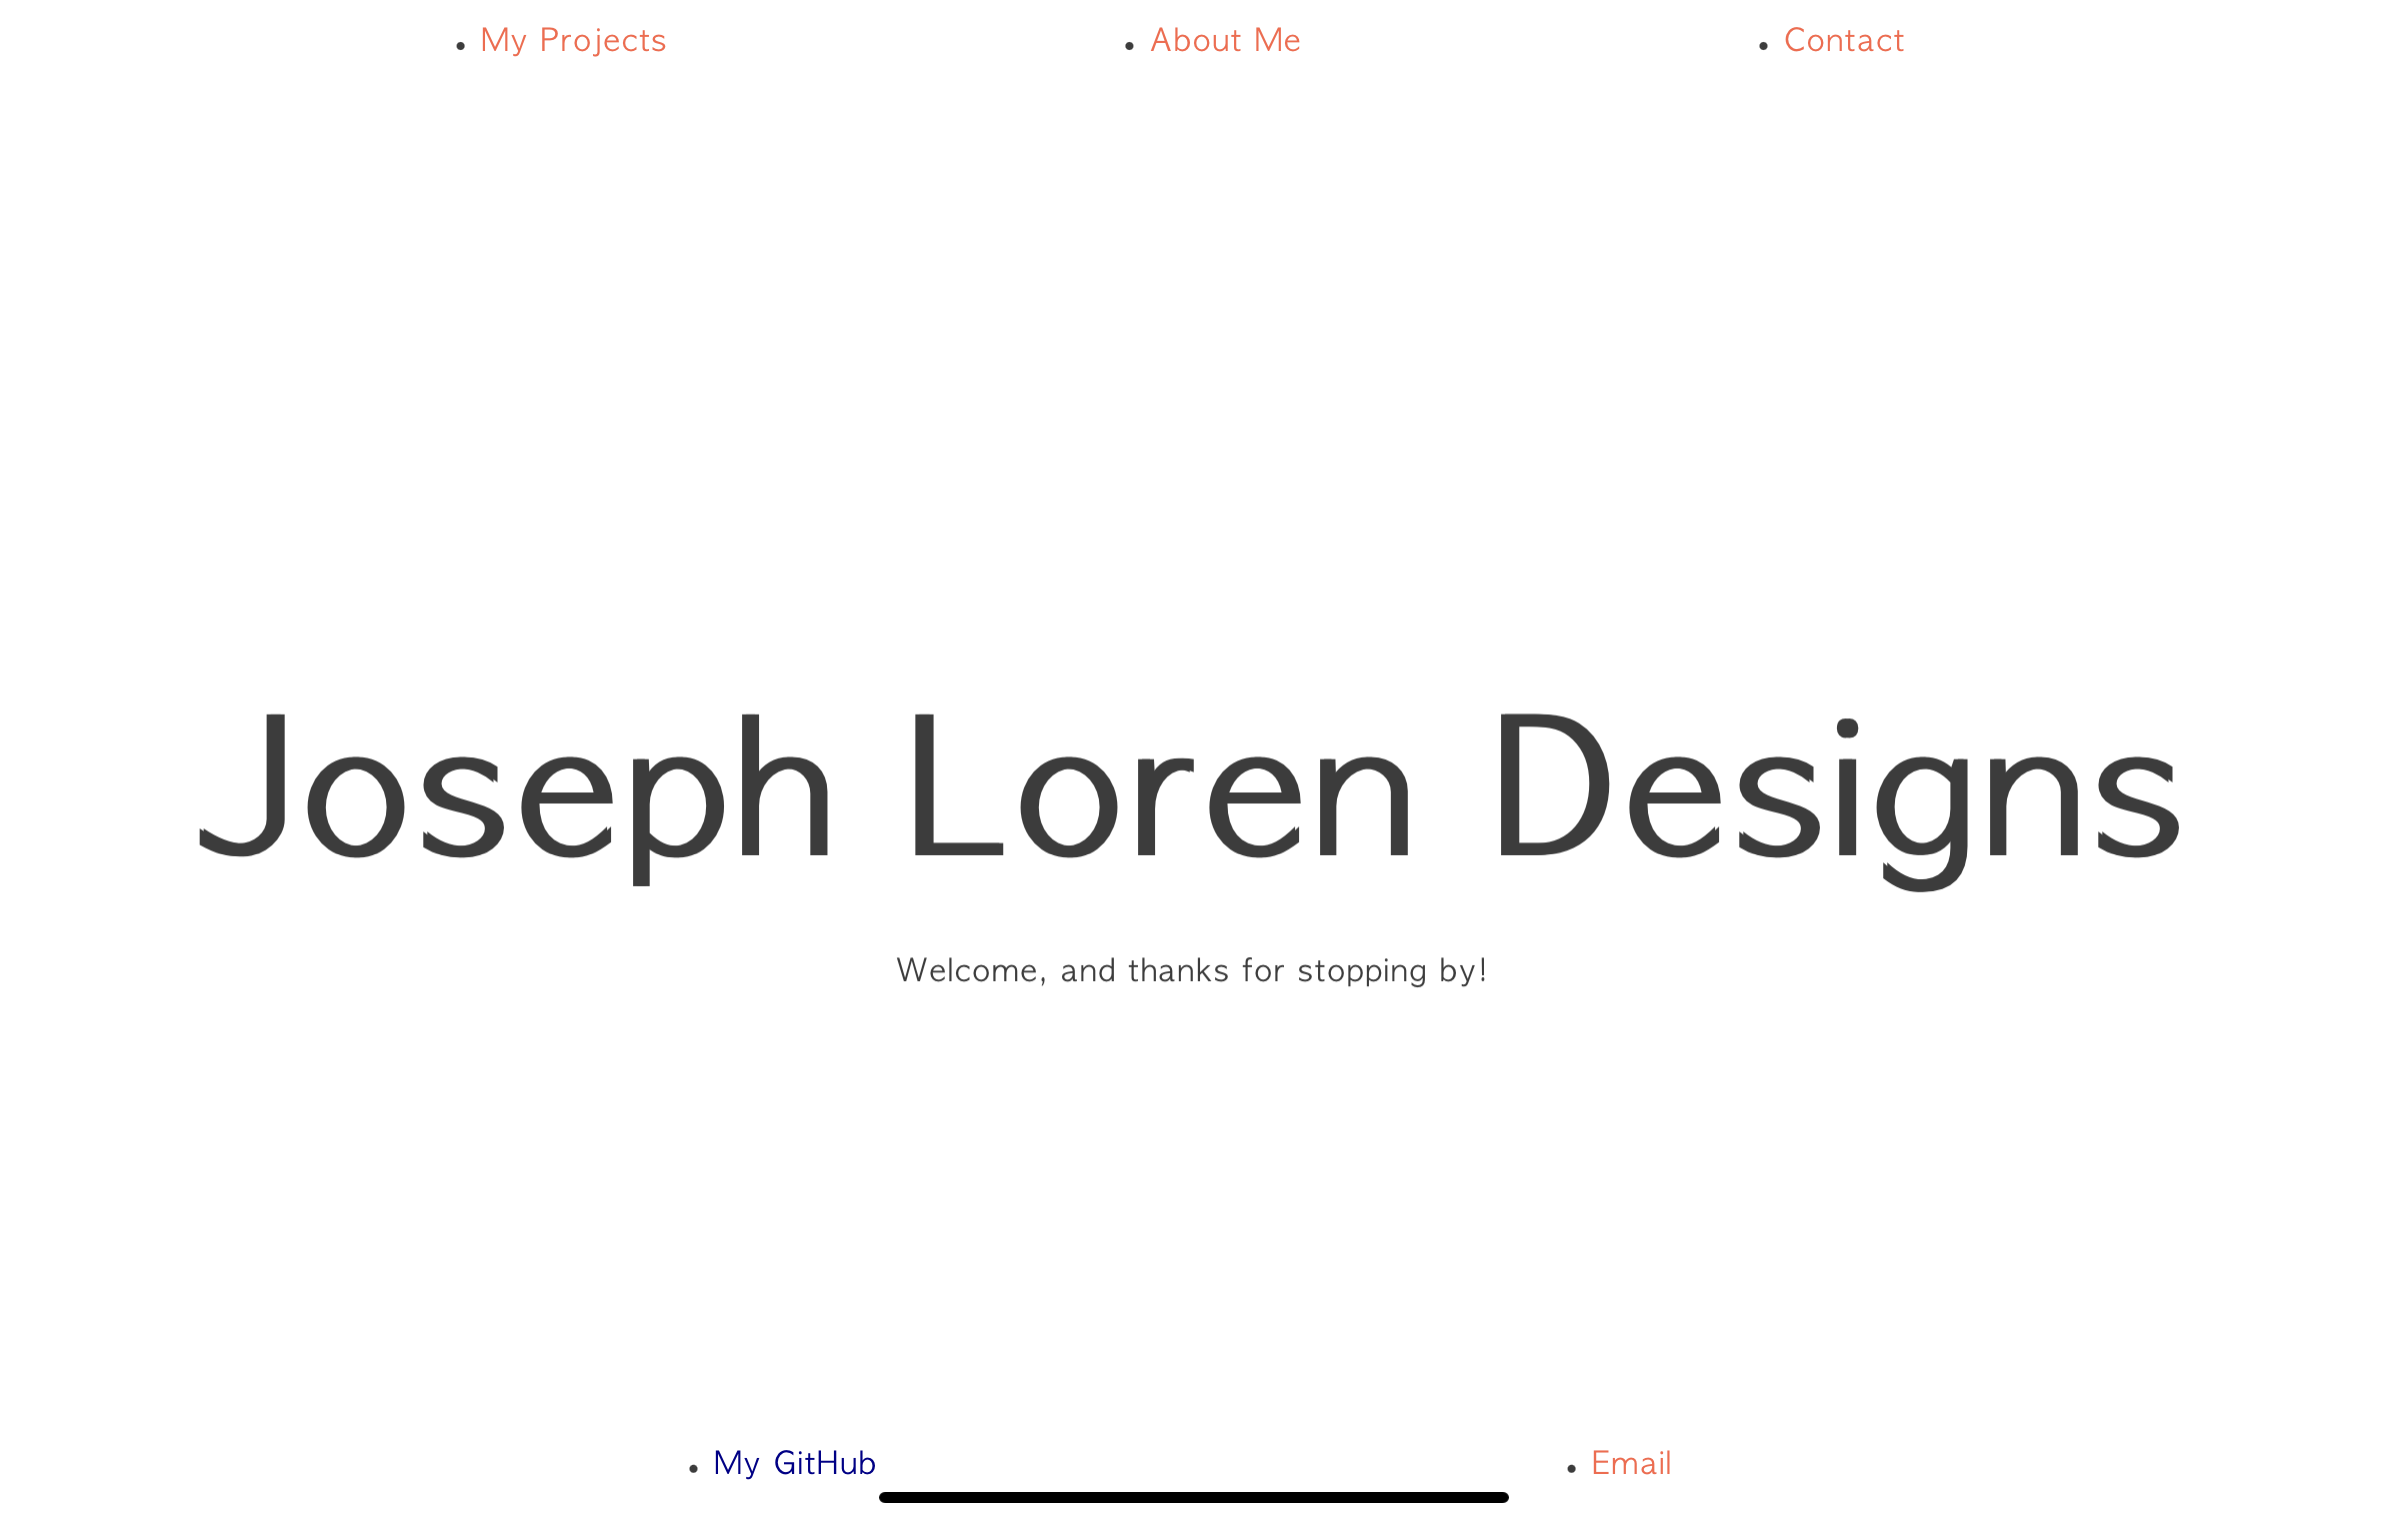 My Projects
About Me
Contact
Joseph Loren Designs
Welcome, and thanks for stopping by!
My GitHub
Email